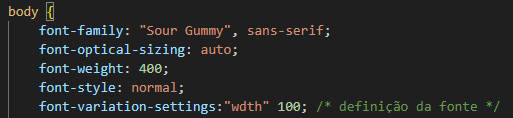 body {
font-family: "Sour Gummy", sans-serif;
font-optical-sizing: auto;
font-weight: 400;
font-style: normal;
font-variation-settings:"wdth" 100; /* definição da fonte */